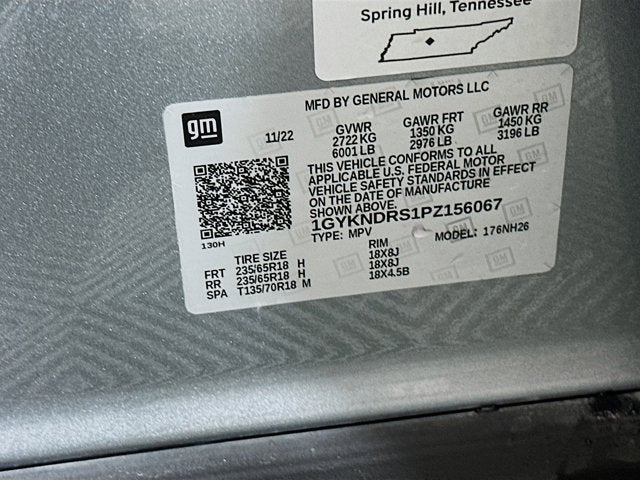 Spring Hill, Tennessee
gm
MFD BY GENERAL MOTORS LLC
11/22
GVWR
2722 KG
6001 LB
GAWR FRT
1350 KG
2976 LB
GAWR RR
1450 KG
3196 LB
THIS VEHICLE CONFORMS TO ALL
APPLICABLE U.S. FEDERAL MOTOR
VEHICLE SAFETY STANDARDS IN EFFECT
ON THE DATE OF MANUFACTURE
SHOWN ABOVE.
1GYKNDRS1PZ156067
130H
TYPE: MPV
MODEL: 176NH26
TIRE SIZE RIM
FRT 235/65R18 H 18X8J
RR 235/65R18 H 18X8J
SPA T135/70R18 M 18X4.5B